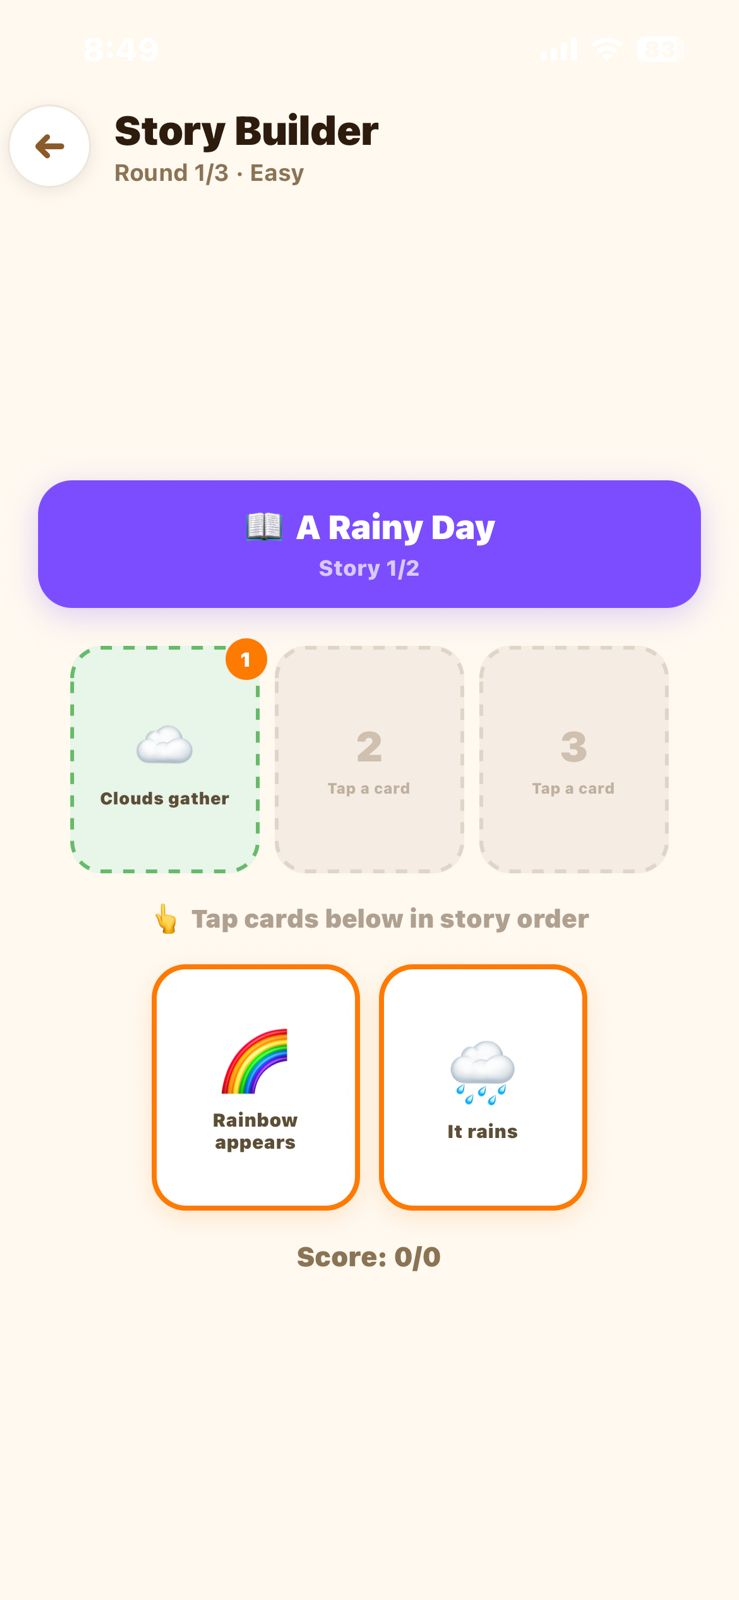 8:49
83
Story Builder
Round 1/3 · Easy
A Rainy Day
Story 1/2
1
Clouds gather
2
Tap a card
3
Tap a card
Tap cards below in story order
Rainbow
appears
It rains
Score: 0/0